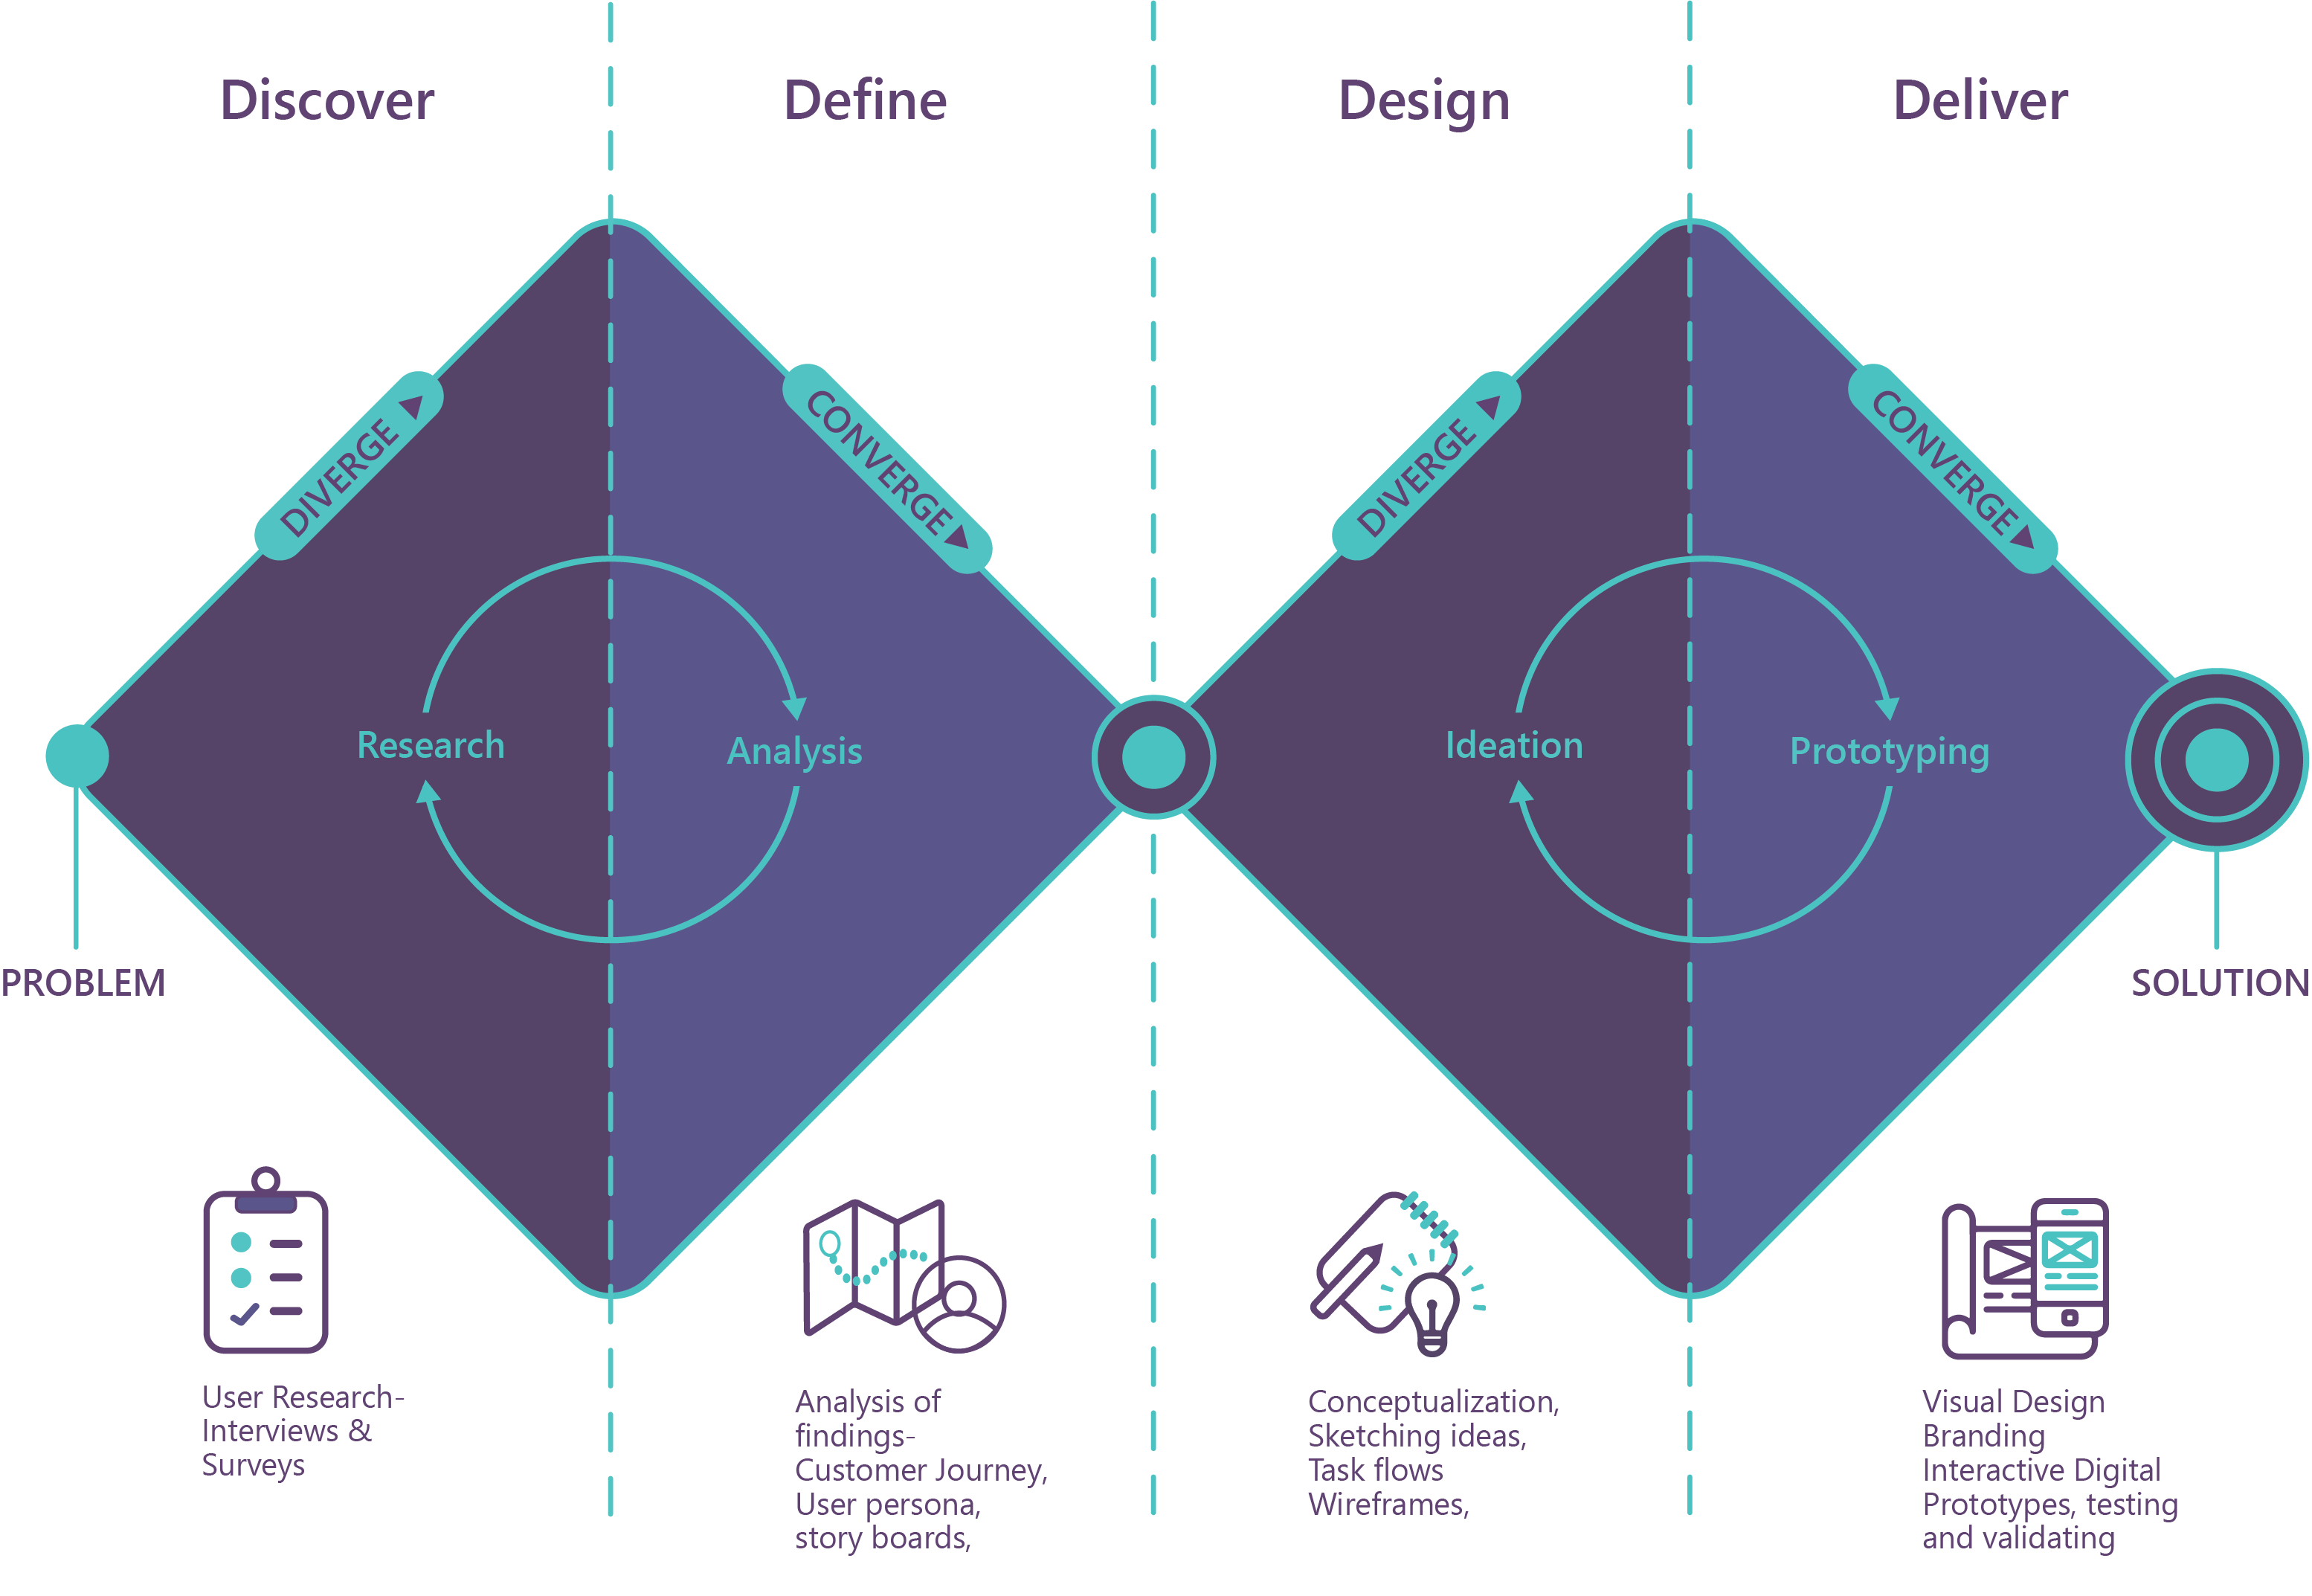 Discover
Define
Design
Deliver
DIVERGE
CONVERGE
DIVERGE
CONVERGE
Research
Analysis
Ideation
Prototyping
PROBLEM
SOLUTION
User Research-
Interviews &
Surveys
Analysis of
findings-
Customer Journey,
User persona,
story boards,
Conceptualization,
Sketching ideas,
Task flows
Wireframes,
Visual Design
Branding
Interactive Digital
Prototypes, testing
and validating